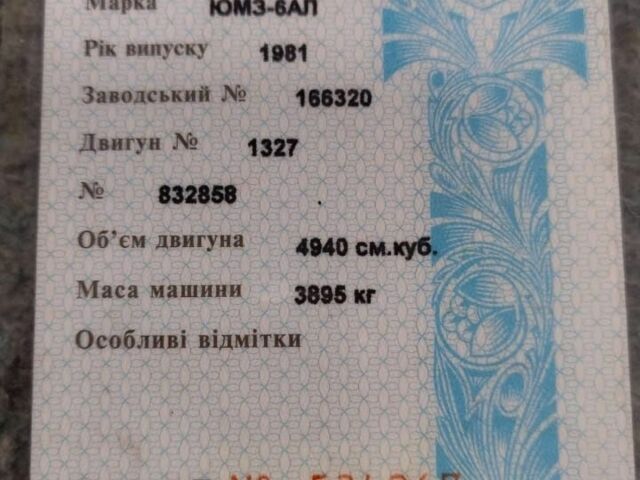 Марка ЮМЗ-6АЛ
Рік випуску 1981
Заводський № 166320
Двигун № 1327
№ 832858
Об’єм двигуна 4940 см.куб.
Маса машини 3895 кг
Особливі відмітки